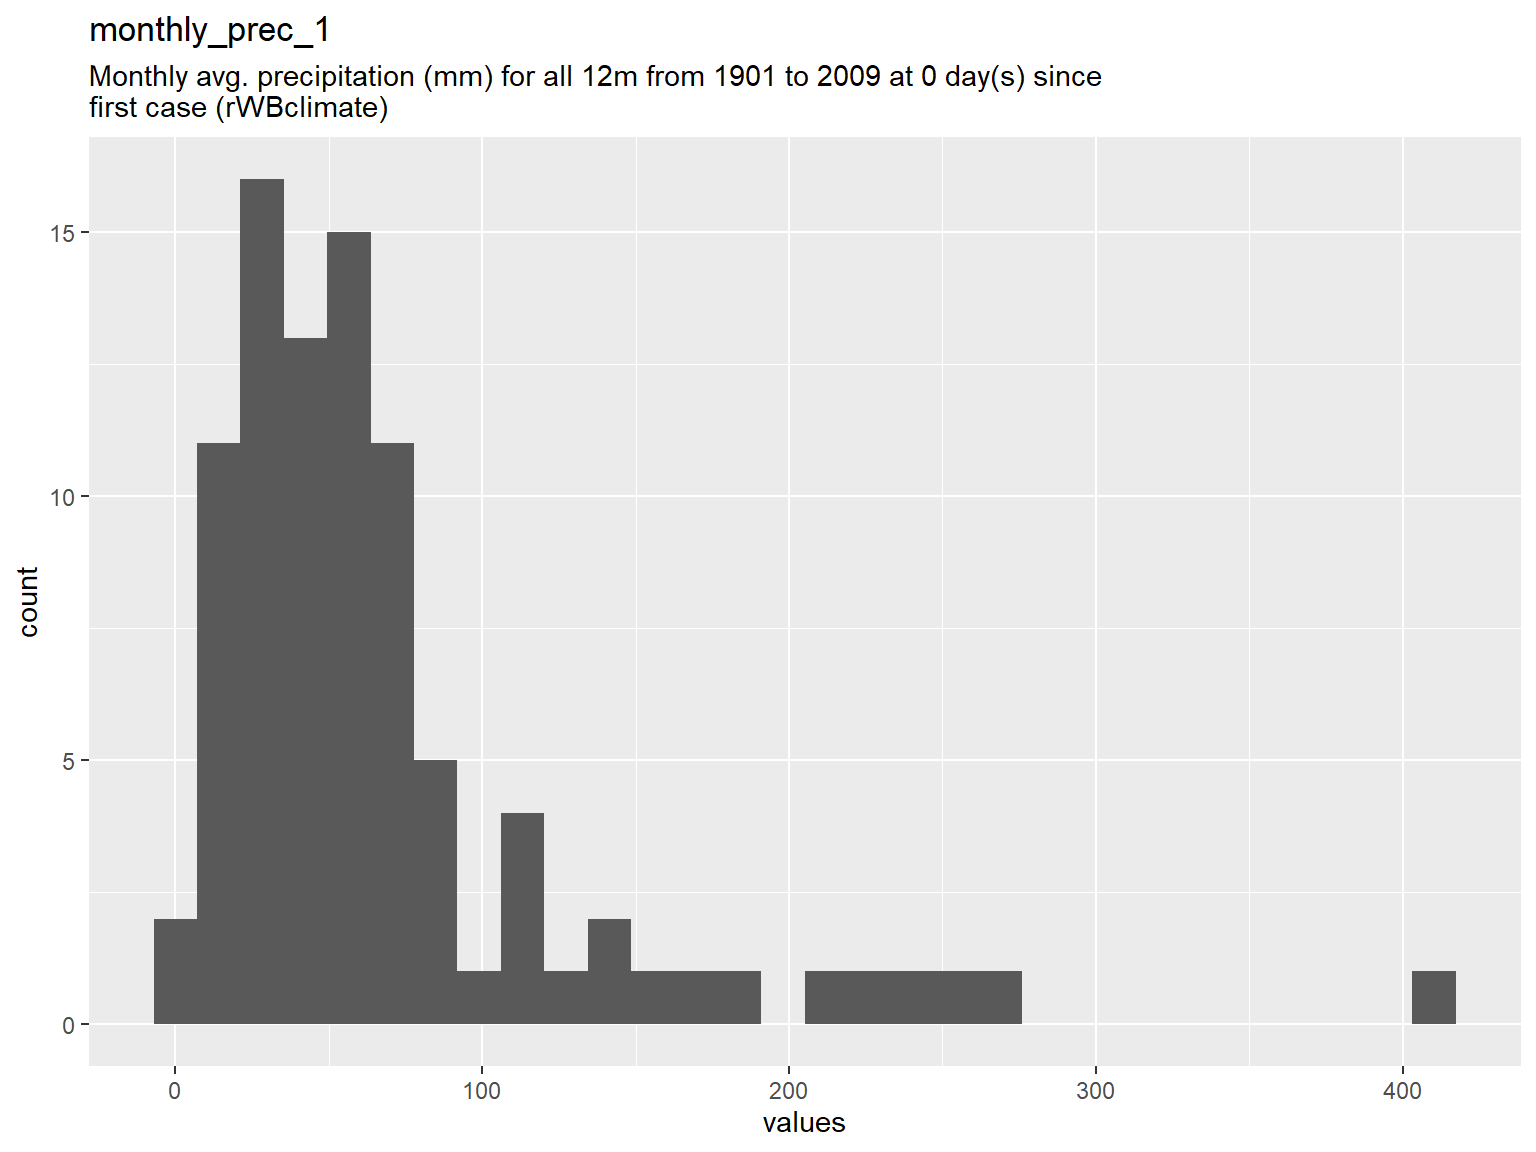 monthly_prec_1
Monthly avg. precipitation (mm) for all 12m from 1901 to 2009 at 0 day(s) since
first case (rWBclimate)
15
10
5
0
count
0 100 200 300 400
values